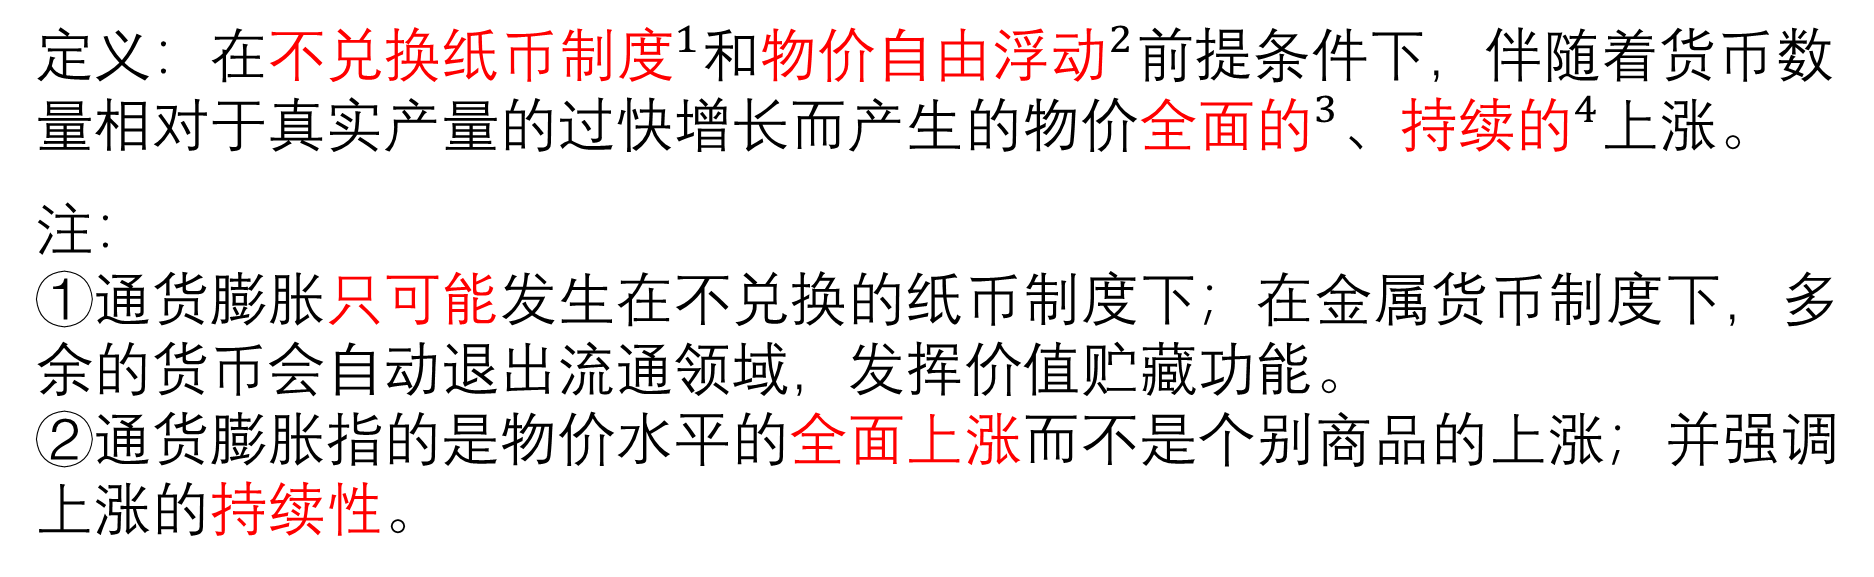 定义：在不兑换纸币制度¹和物价自由浮动²前提条件下，伴随着货币数
量相对于真实产量的过快增长而产生的物价全面的³、持续的⁴上涨。
注：
①通货膨胀只可能发生在不兑换的纸币制度下；在金属货币制度下，多
余的货币会自动退出流通领域，发挥价值贮藏功能。
②通货膨胀指的是物价水平的全面上涨而不是个别商品的上涨；并强调
上涨的持续性。